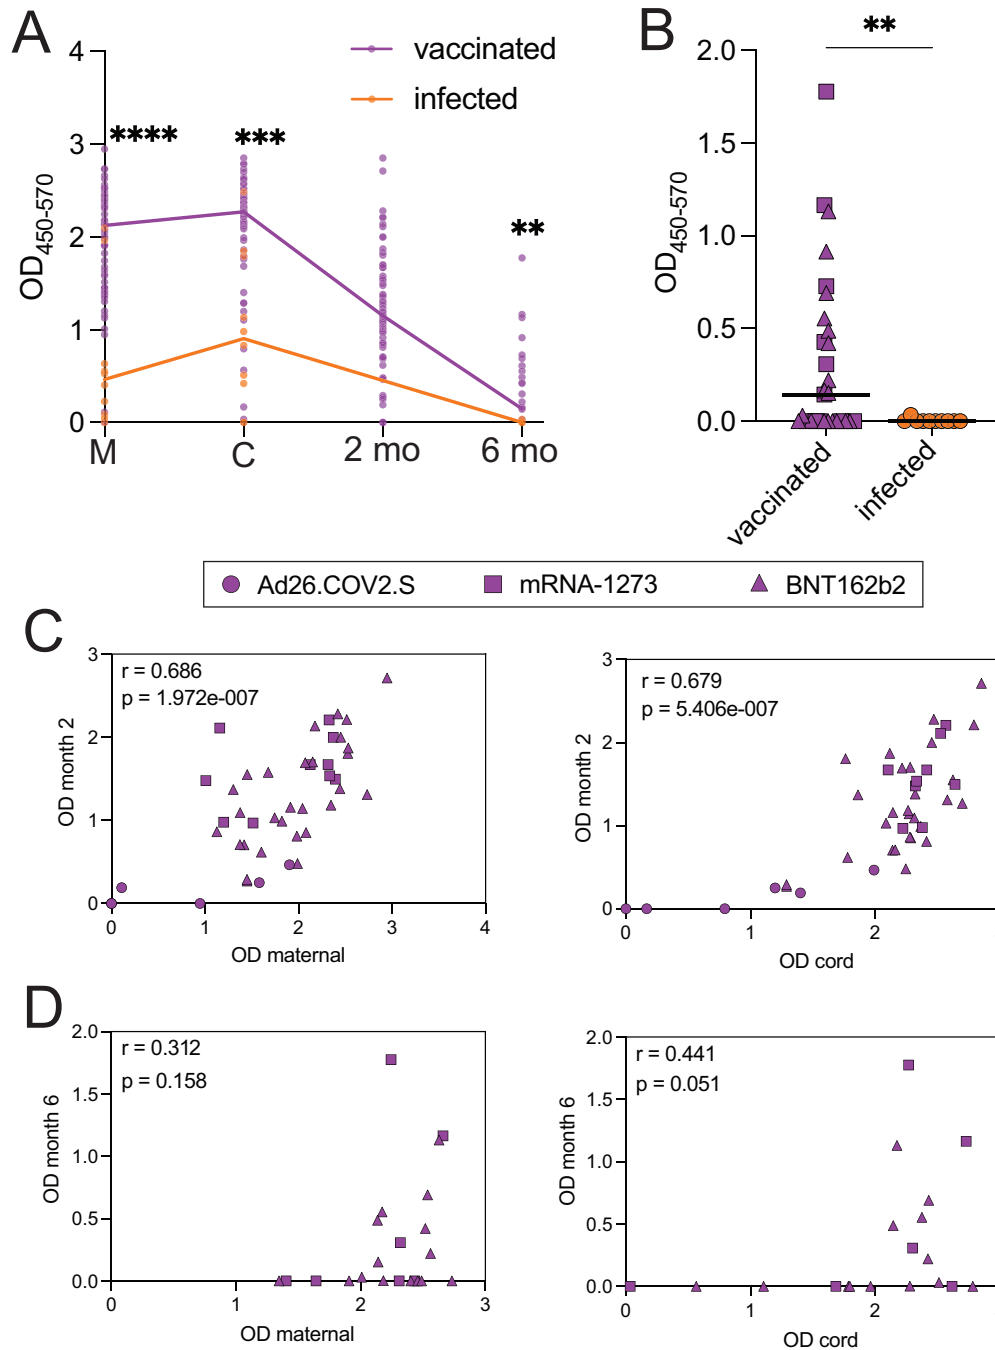 A
4
3
2
1
0
OD450-570
vaccinated
infected
****
***
**
M
C
2 mo
6 mo
B
**
2.0
1.5
1.0
0.5
0.0
OD450-570
vaccinated
infected
Ad26.COV2.S
mRNA-1273
BNT162b2
C
3
2
1
0
OD month 2
r = 0.686
p = 1.972e-007
0 1 2 3 4
OD maternal
3
2
1
0
OD month 2
r = 0.679
p = 5.406e-007
0 1 2
OD cord
D
2.0
1.5
1.0
0.5
0.0
OD month 6
r = 0.312
p = 0.158
0 1 2 3
OD maternal
2.0
1.5
1.0
0.5
0.0
OD month 6
r = 0.441
p = 0.051
0 1 2
OD cord